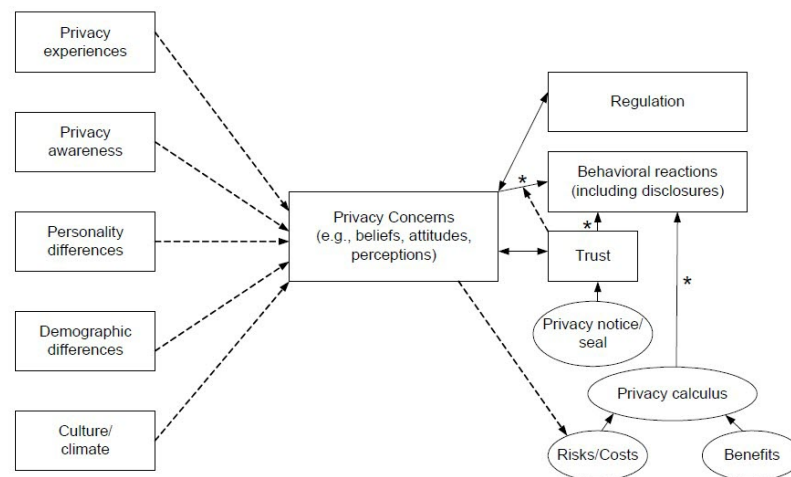 Privacy
experiences
Privacy
awareness
Personality
differences
Demographic
differences
Culture/
climate
Privacy Concerns
(e.g., beliefs, attitudes,
perceptions)
Regulation
*
Behavioral reactions
(including disclosures)
*
Trust
*
Privacy notice/
seal
Privacy calculus
Risks/Costs
Benefits